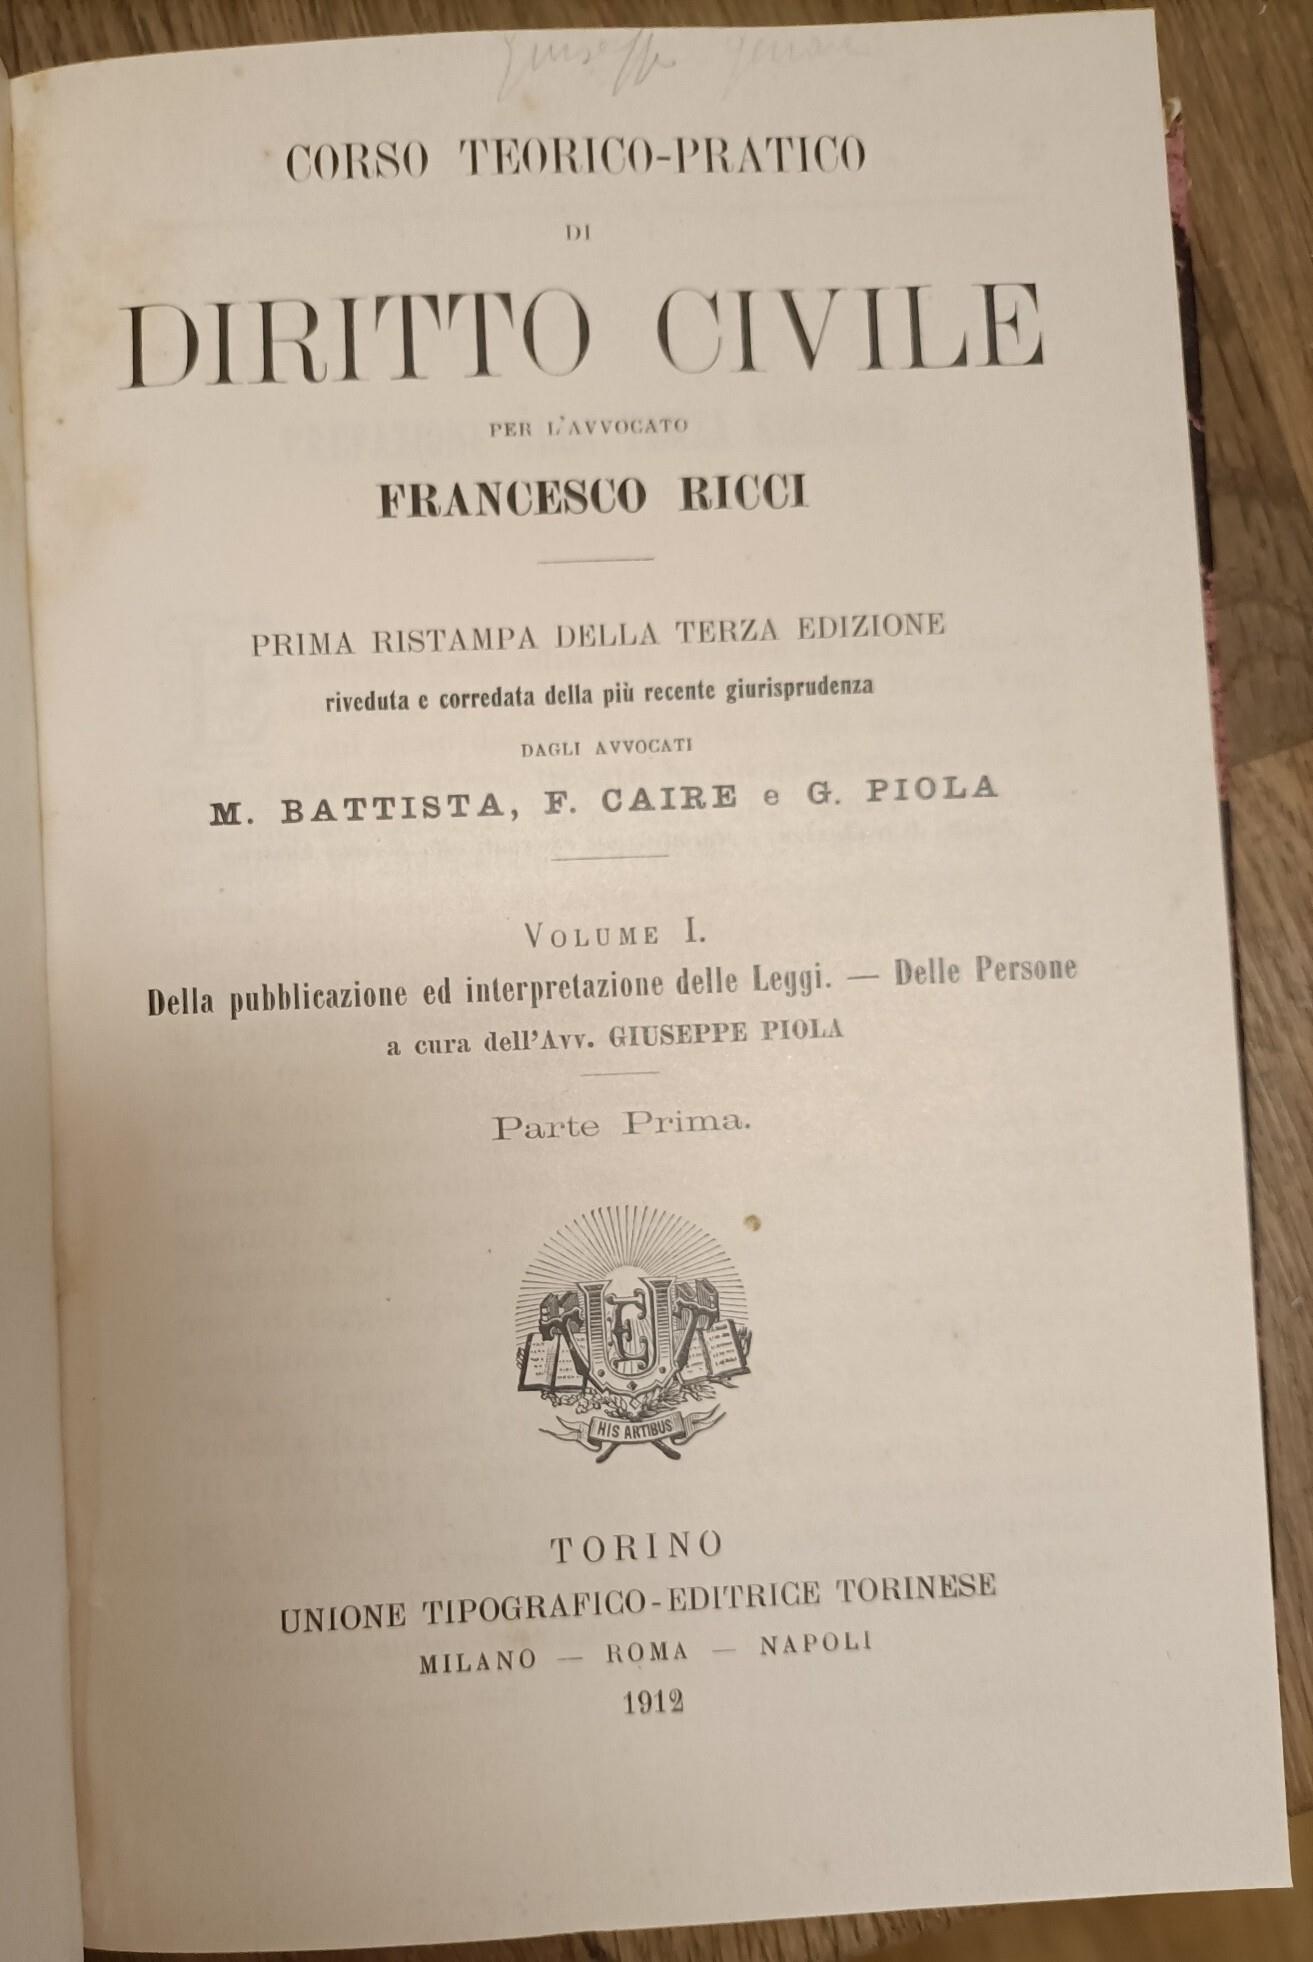 Giuseppe
CORSO TEORICO-PRATICO
DI
DIRITTO CIVILE
PER L'AVVOCATO
FRANCESCO RICCI
PRIMA RISTAMPA DELLA TERZA EDIZIONE
riveduta e corredata della più recente giurisprudenza
DAGLI AVVOCATI
M. BATTISTA, F. CAIRE e G. PIOLA
VOLUME I.
Della pubblicazione ed interpretazione delle Leggi. — Delle Persone
a cura dell'Avv. GIUSEPPE PIOLA
Parte Prima.
UTET
HIS ARTIBUS
TORINO
UNIONE TIPOGRAFICO-EDITRICE TORINESE
MILANO — ROMA — NAPOLI
1912